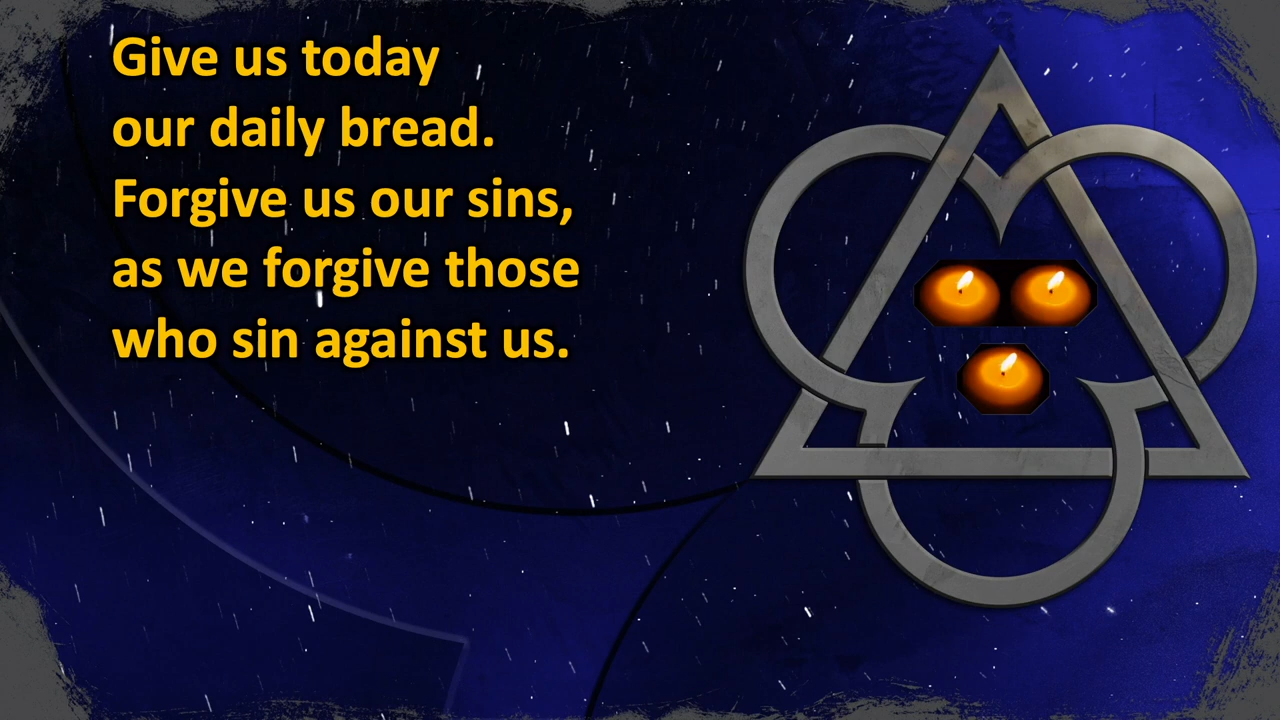 Give us today
our daily bread.
Forgive us our sins,
as we forgive those
who sin against us.